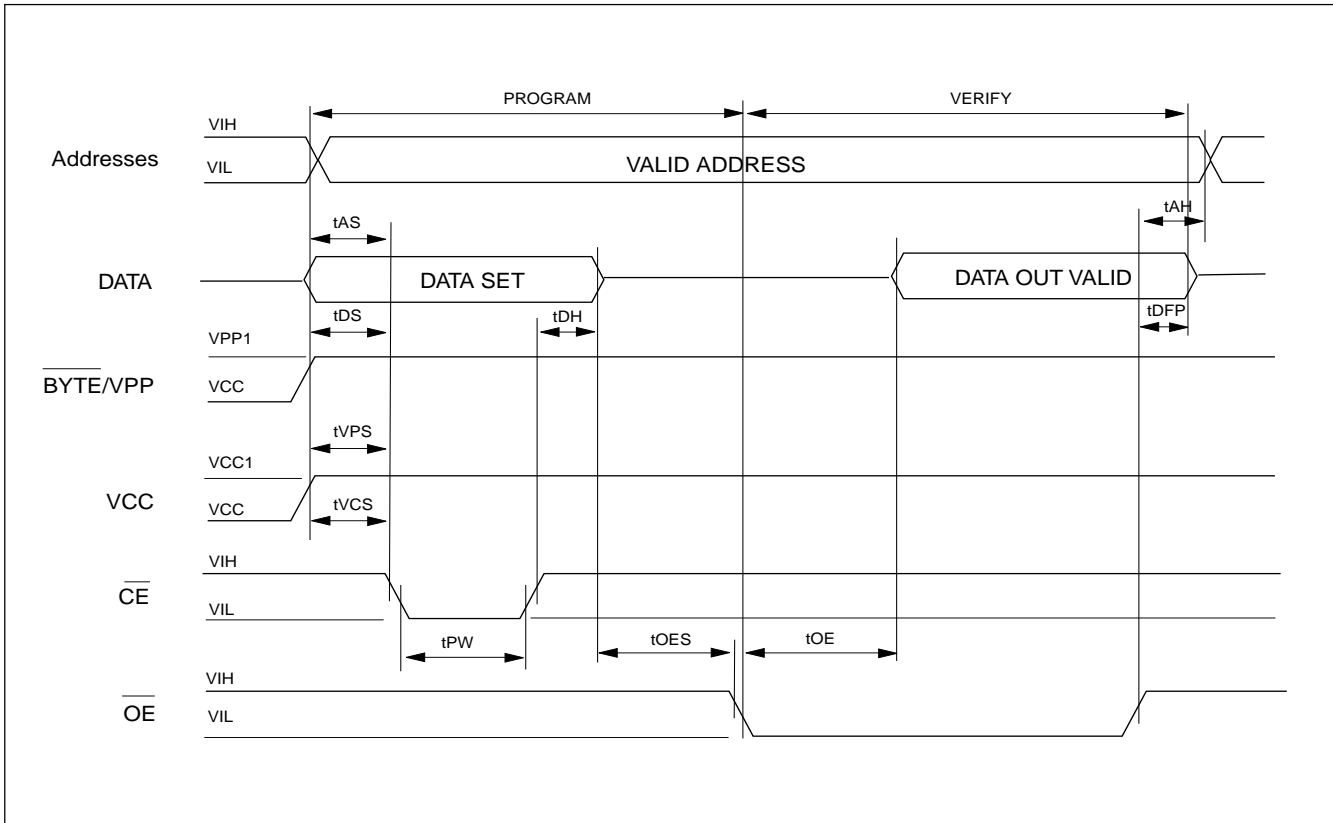 PROGRAM VERIFY
VIH
Addresses
VIL
VALID ADDRESS
tAS
tAH
DATA
DATA SET
DATA OUT VALID
tDS
tDH
tDFP
VPP1
BYTE/VPP
VCC
tVPS
VCC1
VCC
VCC
tVCS
VIH
CE
VIL
tPW
tOES
tOE
VIH
OE
VIL